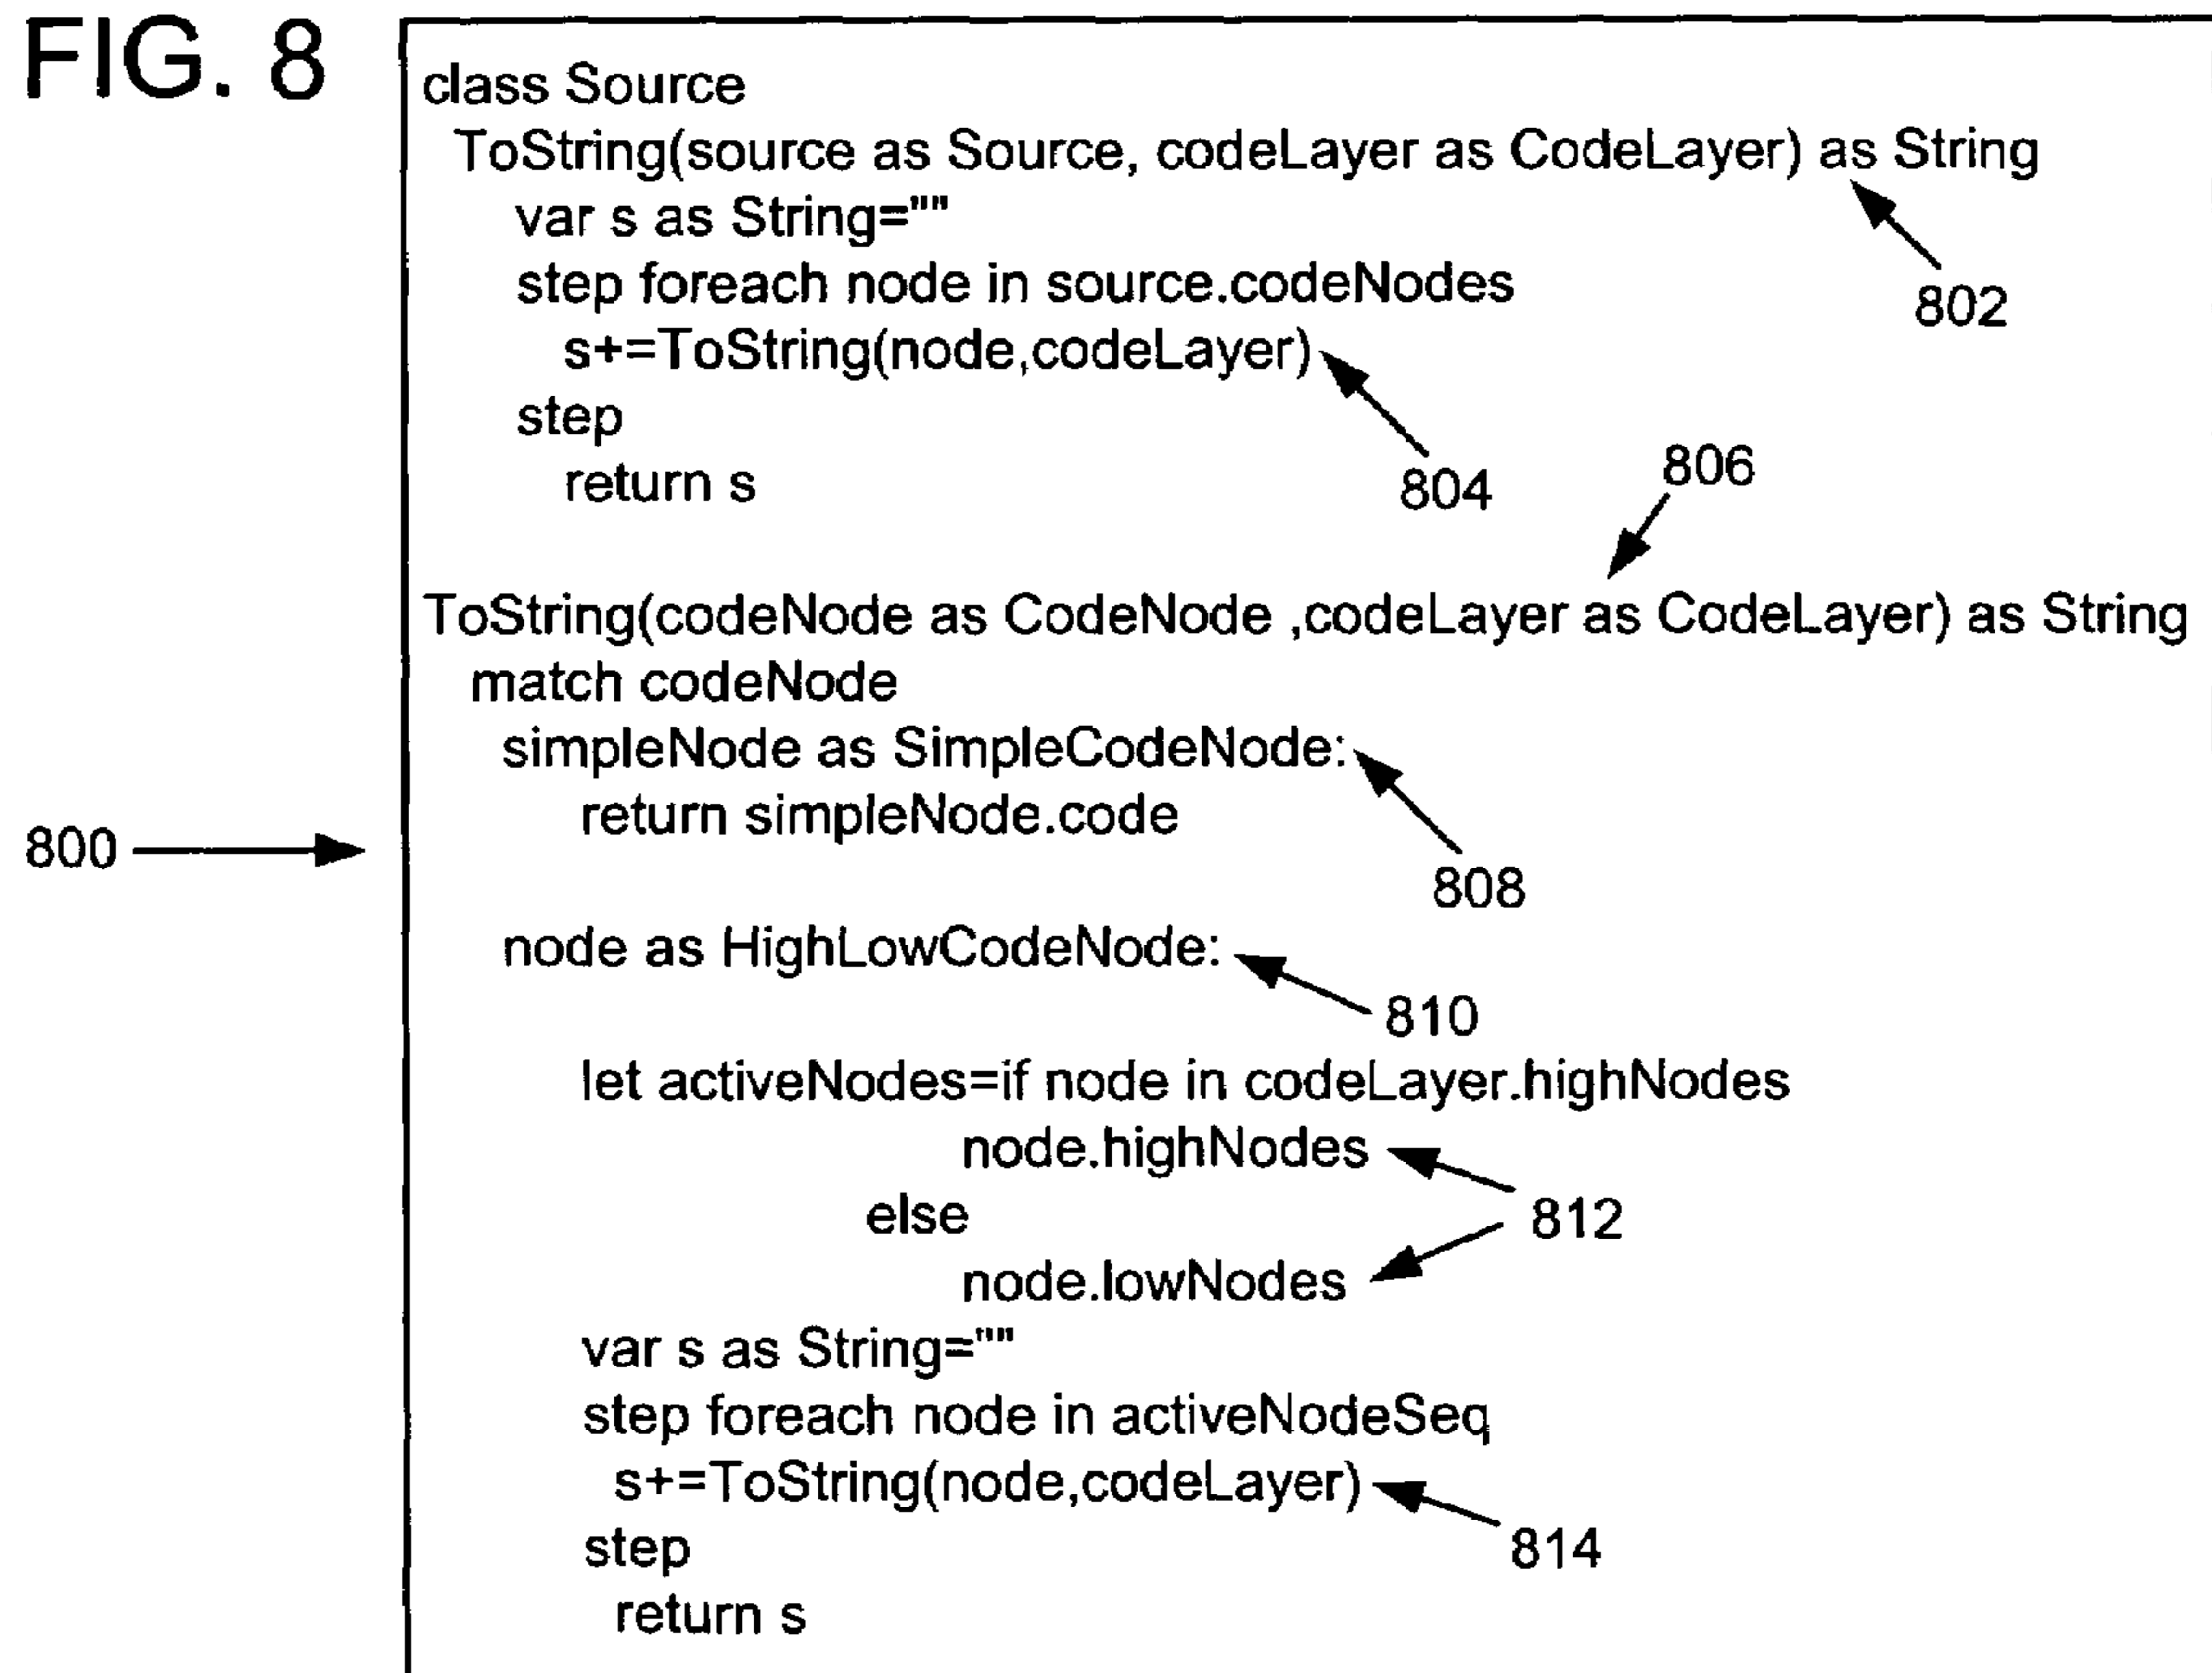 FIG. 8
class Source
ToString(source as Source, codeLayer as CodeLayer) as String
var s as String=""
step foreach node in source.codeNodes
802
s+=ToString(node,codeLayer)
step
806
return s
804
ToString(codeNode as CodeNode ,codeLayer as CodeLayer) as String
match codeNode
simpleNode as SimpleCodeNode:
return simpleNode.code
800
808
node as HighLowCodeNode:
810
let activeNodes=if node in codeLayer.highNodes
node.highNodes
else
812
node.lowNodes
var s as String=""
step foreach node in activeNodeSeq
s+=ToString(node,codeLayer)
step
814
return s